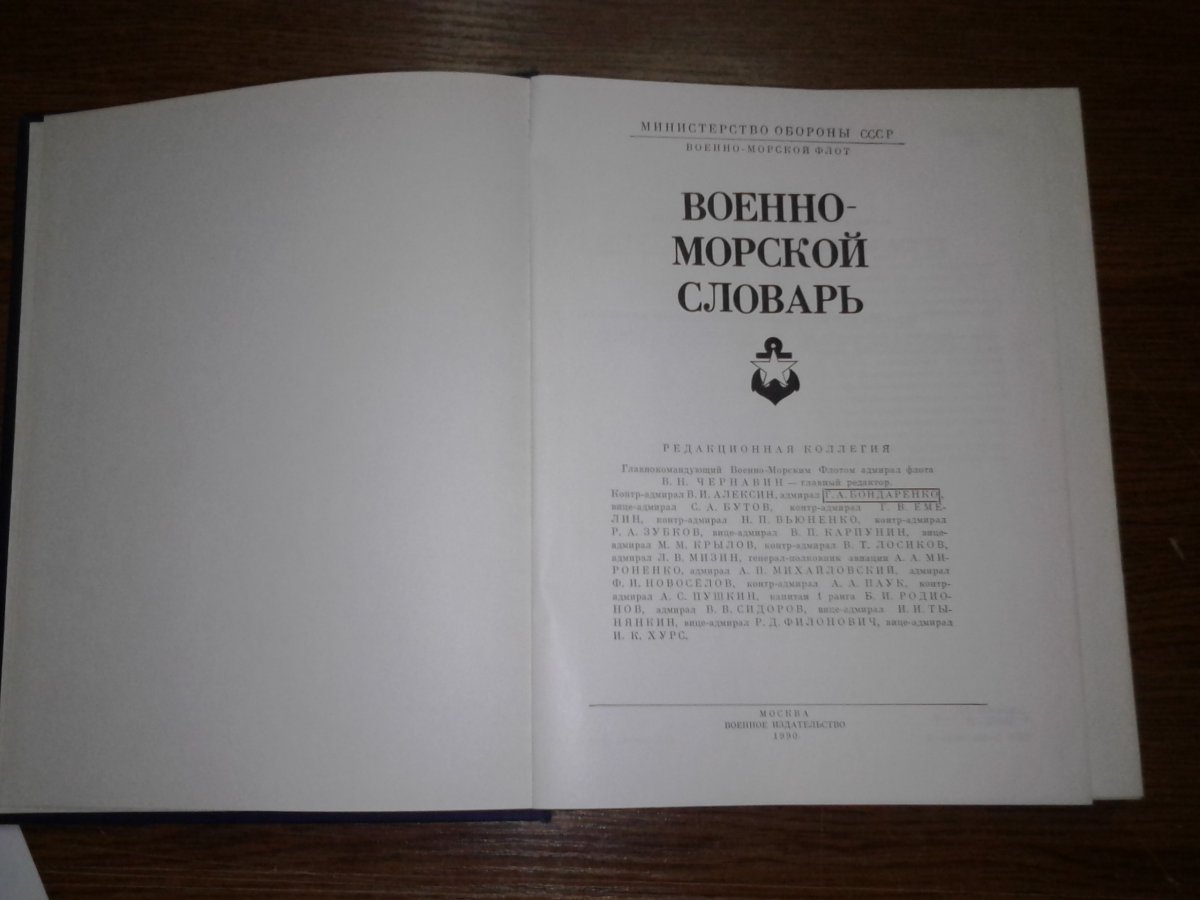 МИНИСТЕРСТВО ОБОРОНЫ СССР
ВОЕННО-МОРСКОЙ ФЛОТ
ВОЕННО-
МОРСКОЙ
СЛОВАРЬ
РЕДАКЦИОННАЯ КОЛЛЕГИЯ
Главнокомандующий Военно-Морским Флотом адмирал флота
В. Н. ЧЕРНАВИН — главный редактор.
Контр-адмирал В. И. АЛЕКСИН, адмирал Г. А. БОНДАРЕНКО,
вице-адмирал С. А. БУТОВ, контр-адмирал Г. В. ЕМЕ-
ЛИН, контр-адмирал Н. П. ВЬЮНЕНКО, контр-адмирал
Р. А. ЗУБКОВ, вице-адмирал В. П. КАРПУНИН, вице-
адмирал М. М. КРЫЛОВ, контр-адмирал В. Т. ЛОСИКОВ,
адмирал Л. В. МИЗИН, генерал-полковник авиации А. А. МИ-
РОНЕНКО, адмирал А. П. МИХАЙЛОВСКИЙ, адмирал
Ф. И. НОВОСЕЛОВ, контр-адмирал А. А. ПАУК, контр-
адмирал А. С. ПУШКИН, капитан 1 ранга Б. И. РОДИО-
НОВ, адмирал В. В. СИДОРОВ, вице-адмирал И. И. ТЫ-
НЯНКИН, вице-адмирал Р. Д. ФИЛОНОВИЧ, вице-адмирал
И. К. ХУРС.
МОСКВА
ВОЕННОЕ ИЗДАТЕЛЬСТВО
1990